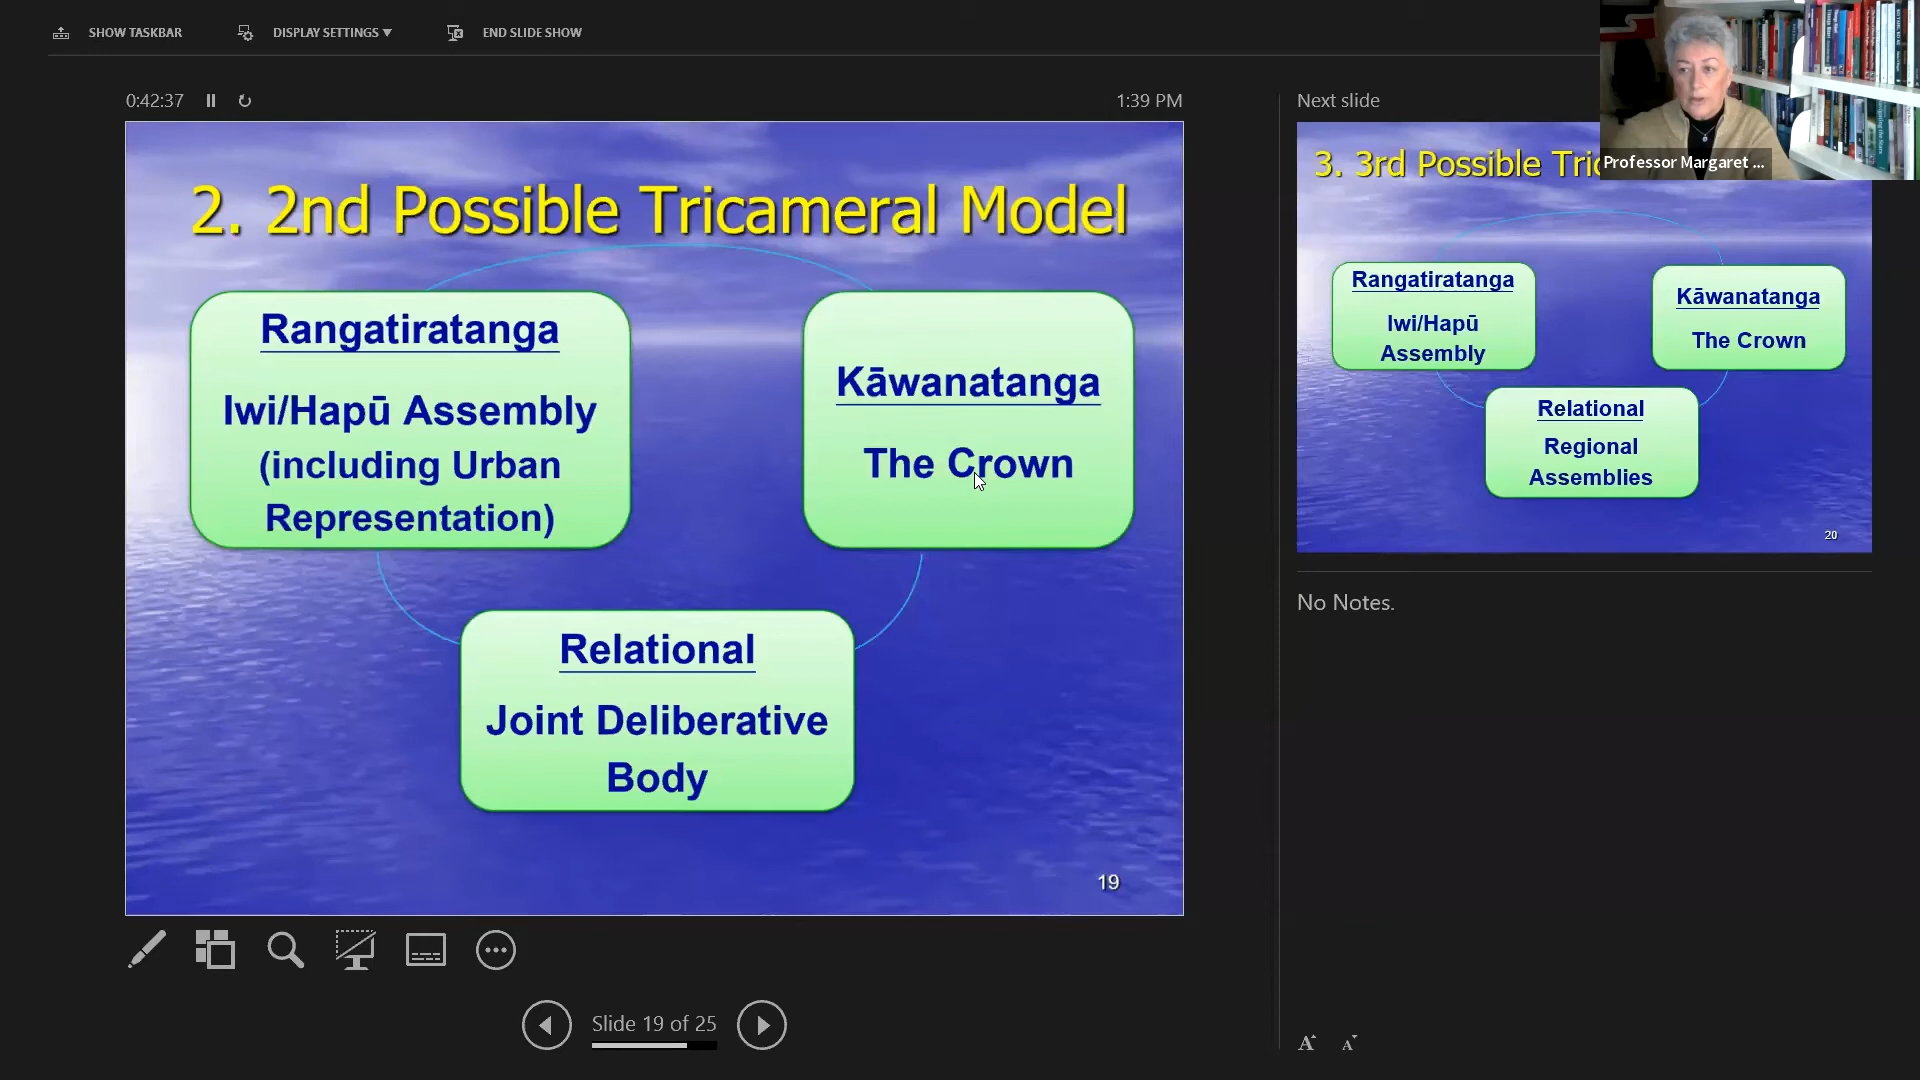 SHOW TASKBAR
DISPLAY SETTINGS
END SLIDE SHOW
0:42:37
1:39 PM
2. 2nd Possible Tricameral Model
Rangatiratanga
Iwi/Hapū Assembly
(including Urban
Representation)
Kāwanatanga
The Crown
Relational
Joint Deliberative
Body
19
Slide 19 of 25
Next slide
3. 3rd Possible
Rangatiratanga
Iwi/Hapū
Assembly
Kāwanatanga
The Crown
Relational
Regional
Assemblies
20
No Notes.
A A
Professor Margaret ...